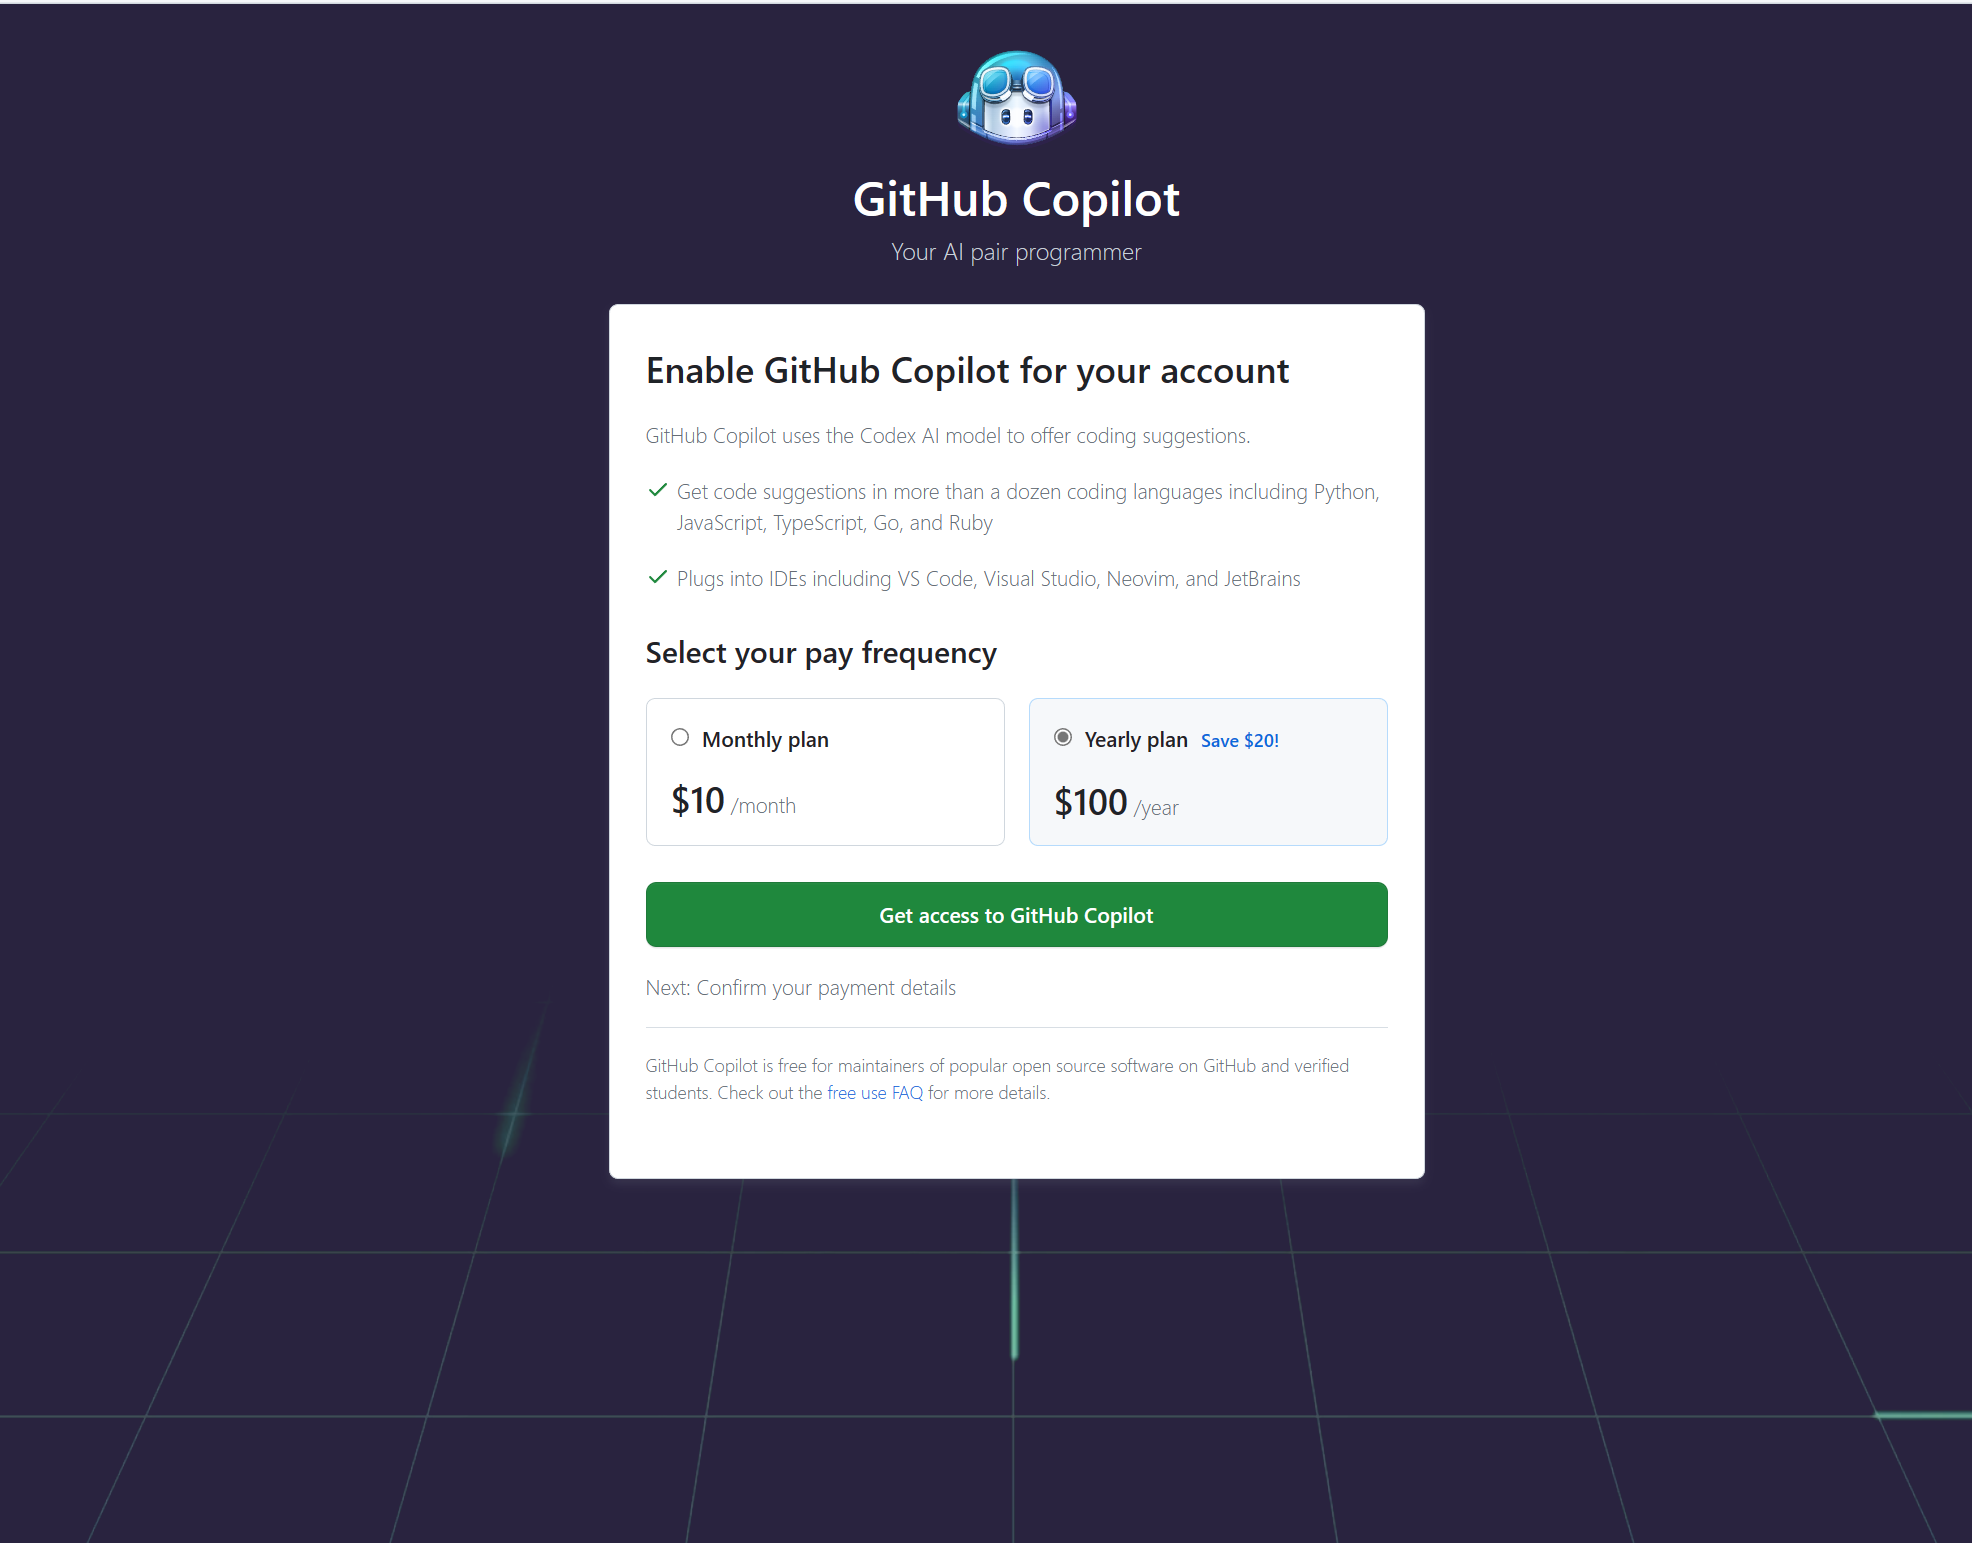 GitHub Copilot
Your AI pair programmer
Enable GitHub Copilot for your account
GitHub Copilot uses the Codex AI model to offer coding suggestions.
Get code suggestions in more than a dozen coding languages including Python,
JavaScript, TypeScript, Go, and Ruby
Plugs into IDEs including VS Code, Visual Studio, Neovim, and JetBrains
Select your pay frequency
Monthly plan
$10 /month
Yearly plan Save $20!
$100 /year
Get access to GitHub Copilot
Next: Confirm your payment details
GitHub Copilot is free for maintainers of popular open source software on GitHub and verified
students. Check out the free use FAQ for more details.